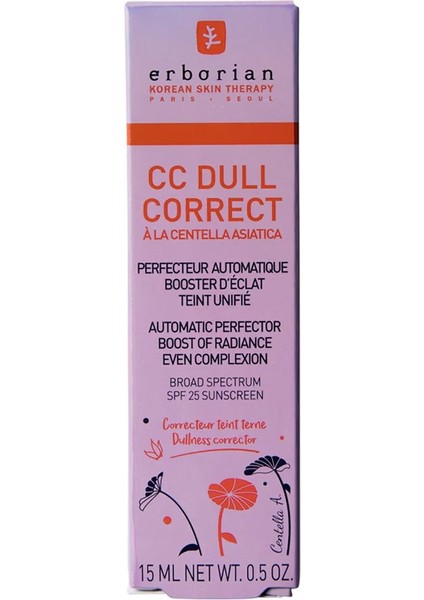 erborian
KOREAN SKIN THERAPY
PARIS - SEOUL
CC DULL
CORRECT
À LA CENTELLA ASIATICA
PERFECTEUR AUTOMATIQUE
BOOSTER D'ÉCLAT
TEINT UNIFIÉ
AUTOMATIC PERFECTOR
BOOST OF RADIANCE
EVEN COMPLEXION
BROAD SPECTRUM
SPF 25 SUNSCREEN
Correcteur teint terne
Dullness corrector
Centella A.
15 ML NET WT. 0.5 OZ.